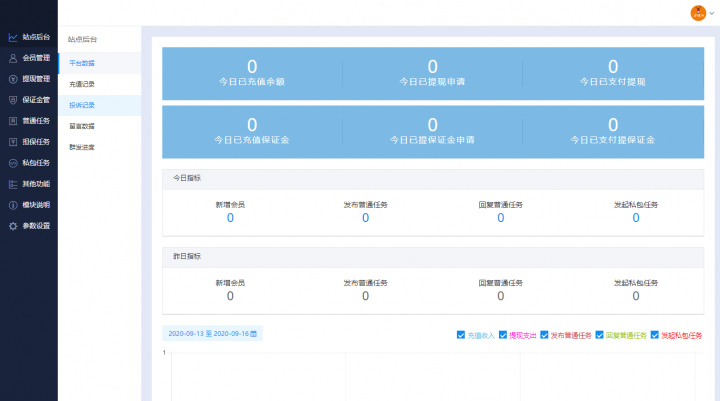 站点后台
会员管理
提现管理
保证金管
普通任务
担保任务
私包任务
其他功能
模块说明
参数设置
站点后台
平台数据
充值记录
投诉记录
留言数据
群发进度
0 0 0
今日已充值余额 今日已提现申请 今日已支付提现
0 0 0
今日已充值保证金 今日已提保证金申请 今日已支付提保证金
今日指标
新增会员 发布普通任务 回复普通任务 发起私包任务
0 0 0 0
昨日指标
新增会员 发布普通任务 回复普通任务 发起私包任务
0 0 0 0
2020-09-13 至 2020-09-16
充值收入 提现支出 发布普通任务 回复普通任务 发起私包任务
1